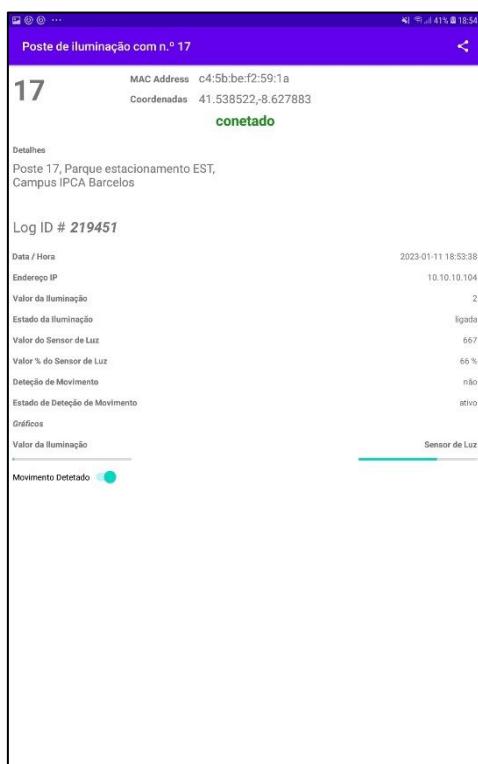 41% 18:54
Poste de iluminação com n.º 17
17
MAC Address c4:5b:be:f2:59:1a
Coordenadas 41.538522,-8.627883
conetado
Detalhes
Poste 17, Parque estacionamento EST,
Campus IPCA Barcelos
Log ID # 219451
Data / Hora 2023-01-11 18:53:38
Endereço IP 10.10.10.104
Valor da Iluminação 2
Estado da Iluminação ligada
Valor do Sensor de Luz 667
Valor % do Sensor de Luz 66 %
Deteção de Movimento não
Estado de Deteção de Movimento ativo
Gráficos
Valor da Iluminação Sensor de Luz
Movimento Detetado